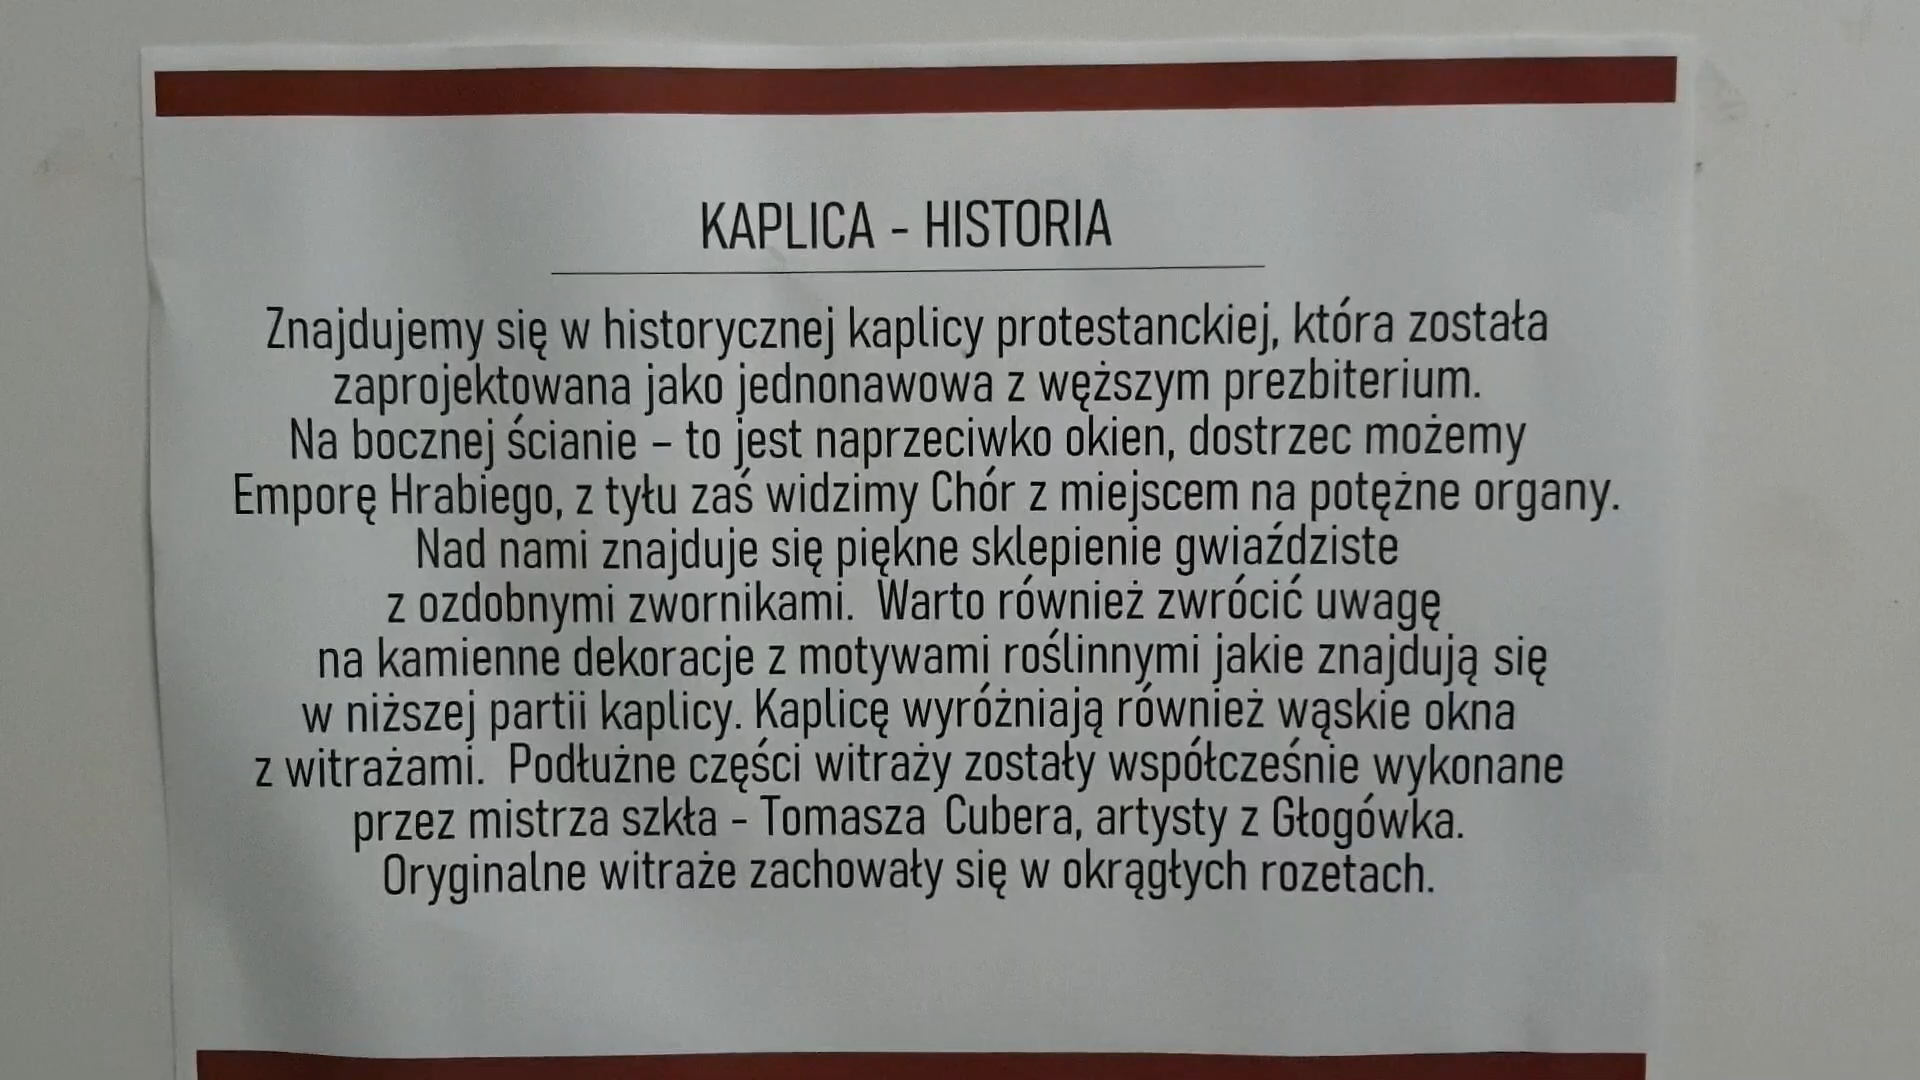 KAPLICA - HISTORIA
Znajdujemy się w historycznej kaplicy protestanckiej, która została
zaprojektowana jako jednonawowa z węższym prezbiterium.
Na bocznej ścianie – to jest naprzeciwko okien, dostrzec możemy
Emporę Hrabiego, z tyłu zaś widzimy Chór z miejscem na potężne organy.
Nad nami znajduje się piękne sklepienie gwiaździste
z ozdobnymi zwornikami. Warto również zwrócić uwagę
na kamienne dekoracje z motywami roślinnymi jakie znajdują się
w niższej partii kaplicy. Kaplicę wyróżniają również wąskie okna
z witrażami. Podłużne części witraży zostały współcześnie wykonane
przez mistrza szkła - Tomasza Cubera, artysty z Głogówka.
Oryginalne witraże zachowały się w okrągłych rozetach.